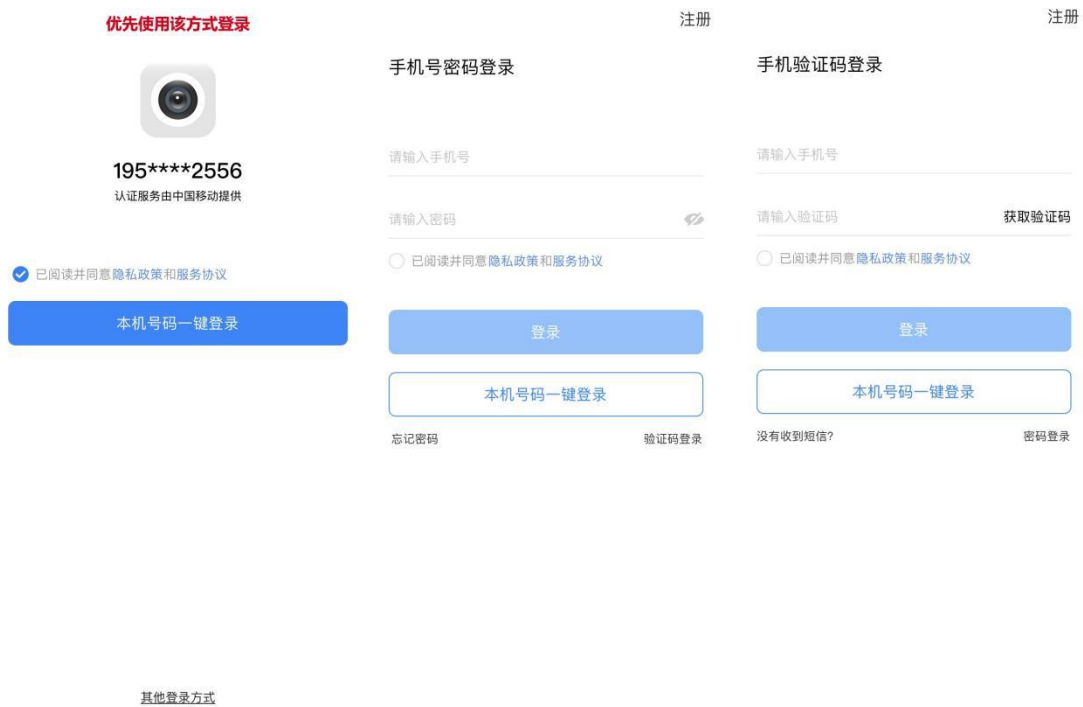 优先使用该方式登录
195****2556
认证服务由中国移动提供
已阅读并同意隐私政策和服务协议
本机号码一键登录
其他登录方式
注册
手机号密码登录
请输入手机号
请输入密码
已阅读并同意隐私政策和服务协议
登录
本机号码一键登录
忘记密码 验证码登录
注册
手机验证码登录
请输入手机号
请输入验证码 获取验证码
已阅读并同意隐私政策和服务协议
登录
本机号码一键登录
没有收到短信? 密码登录